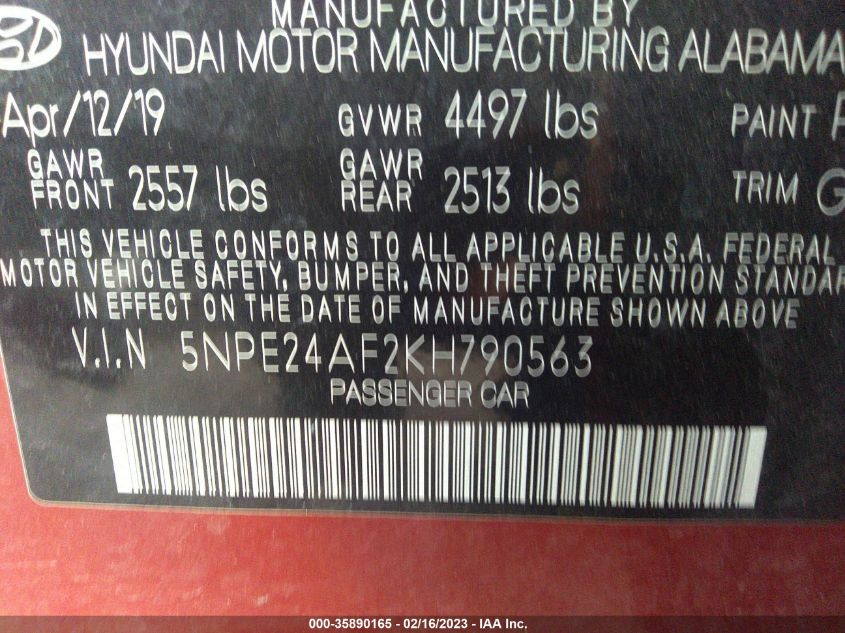 MANUFACTURED BY
HYUNDAI MOTOR MANUFACTURING ALABAMA
Apr/12/19 GVWR 4497 lbs PAINT
GAWR FRONT 2557 lbs GAWR REAR 2513 lbs TRIM G
THIS VEHICLE CONFORMS TO ALL APPLICABLE U.S.A. FEDERAL
MOTOR VEHICLE SAFETY, BUMPER, AND THEFT PREVENTION STANDAR
IN EFFECT ON THE DATE OF MANUFACTURE SHOWN ABOVE
V.I.N 5NPE24AF2KH790563
PASSENGER CAR
000-35890165 - 02/16/2023 - IAA Inc.